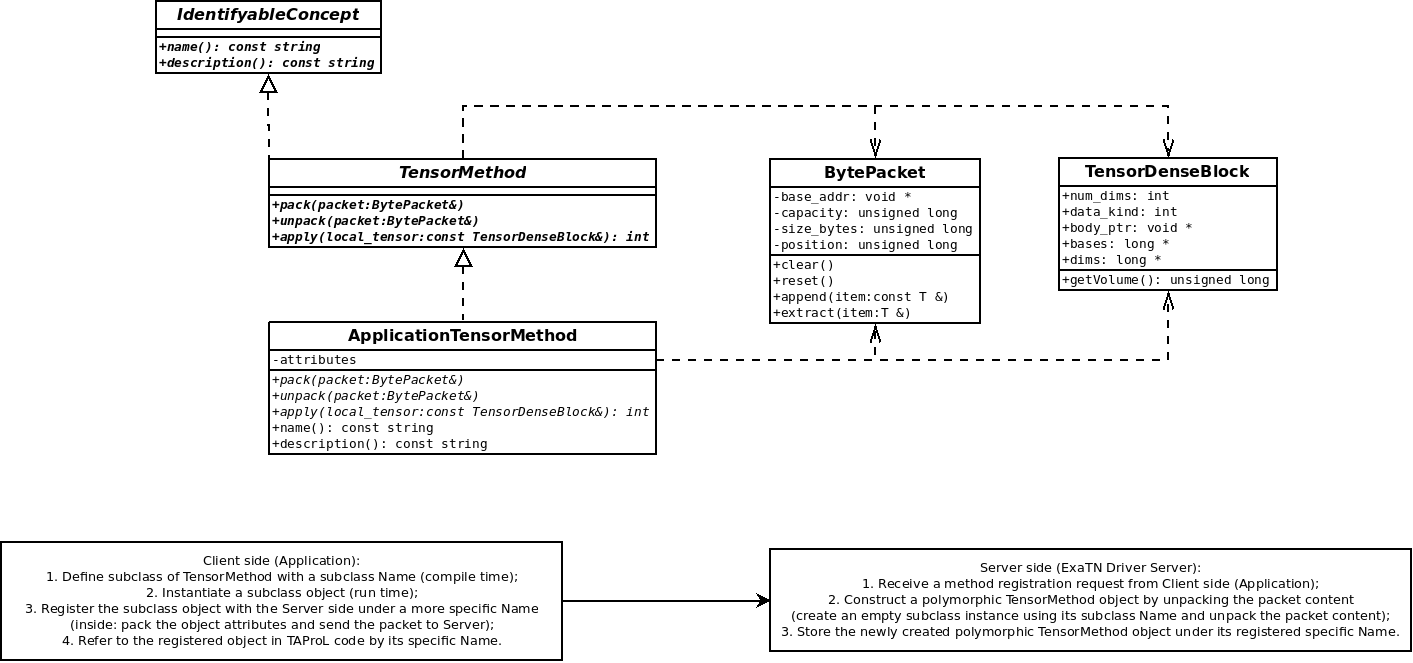 IdentifyableConcept
+name(): const string
+description(): const string
TensorMethod
+pack(packet:BytePacket&)
+unpack(packet:BytePacket&)
+apply(local_tensor:const TensorDenseBlock&): int
BytePacket
-base_addr: void *
-capacity: unsigned long
-size_bytes: unsigned long
-position: unsigned long
+clear()
+reset()
+append(item:const T &)
+extract(item:T &)
TensorDenseBlock
+num_dims: int
+data_kind: int
+body_ptr: void *
+bases: long *
+dims: long *
+getVolume(): unsigned long
ApplicationTensorMethod
-attributes
+pack(packet:BytePacket&)
+unpack(packet:BytePacket&)
+apply(local_tensor:const TensorDenseBlock&): int
+name(): const string
+description(): const string
Client side (Application):
1. Define subclass of TensorMethod with a subclass Name (compile time);
2. Instantiate a subclass object (run time);
3. Register the subclass object with the Server side under a more specific Name
(inside: pack the object attributes and send the packet to Server);
4. Refer to the registered object in TAProL code by its specific Name.
Server side (ExaTN Driver Server):
1. Receive a method registration request from Client side (Application);
2. Construct a polymorphic TensorMethod object by unpacking the packet content
(create an empty subclass instance using its subclass Name and unpack the packet content);
3. Store the newly created polymorphic TensorMethod object under its registered specific Name.